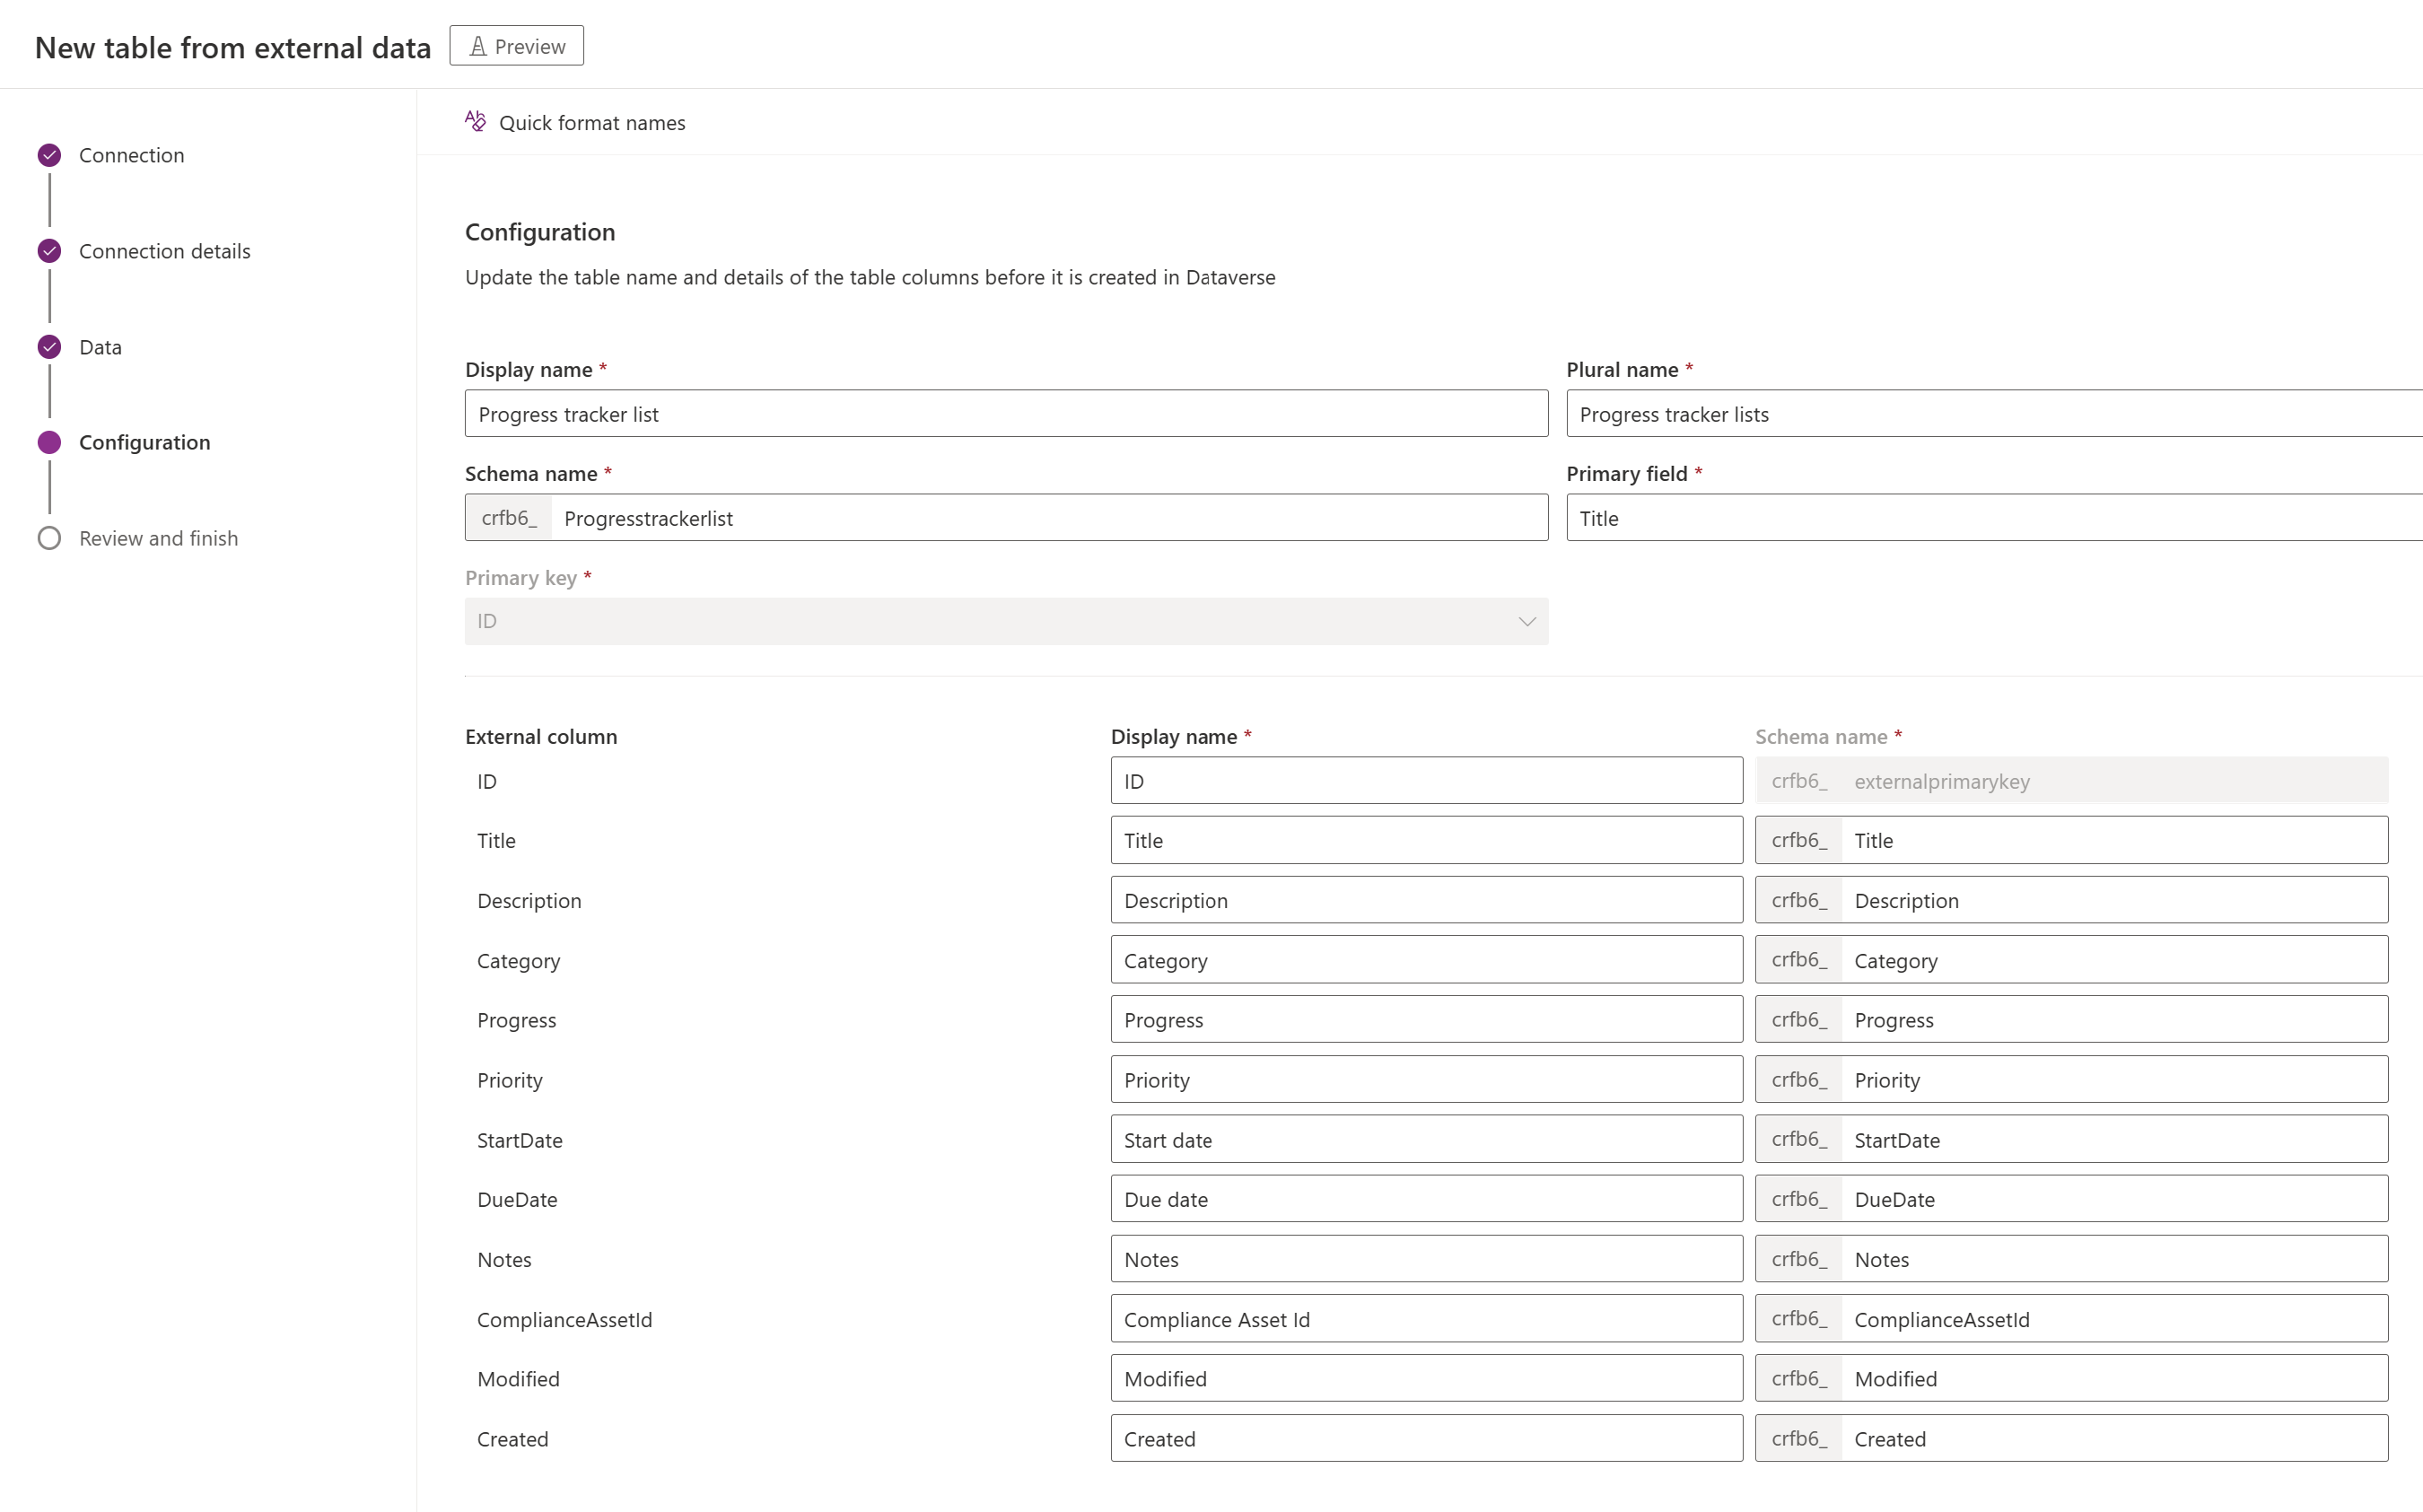 New table from external data Preview
Quick format names
Connection
Connection details
Data
Configuration
Review and finish
Configuration
Update the table name and details of the table columns before it is created in Dataverse
Display name * Plural name *
Progress tracker list Progress tracker lists
Schema name * Primary field *
crfb6_ Progresstrackerlist Title
Primary key *
ID
External column Display name * Schema name *
ID ID crfb6_ externalprimarykey
Title Title crfb6_ Title
Description Description crfb6_ Description
Category Category crfb6_ Category
Progress Progress crfb6_ Progress
Priority Priority crfb6_ Priority
StartDate Start date crfb6_ StartDate
DueDate Due date crfb6_ DueDate
Notes Notes crfb6_ Notes
ComplianceAssetId Compliance Asset Id crfb6_ ComplianceAssetId
Modified Modified crfb6_ Modified
Created Created crfb6_ Created